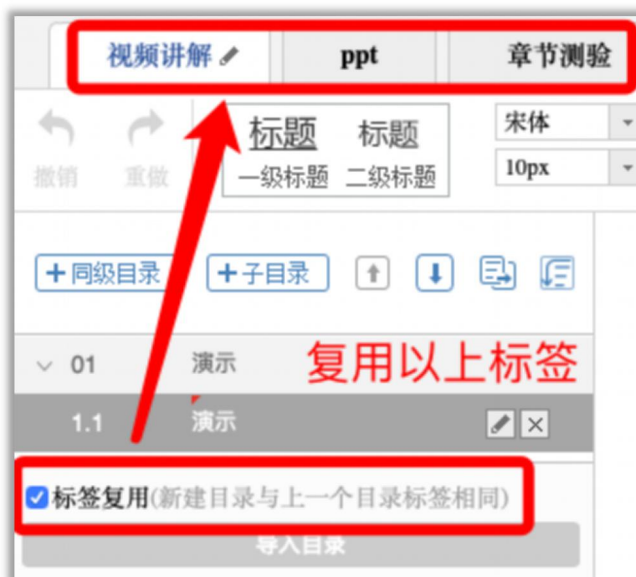 视频讲解 ppt 章节测验
标题 标题 宋体
撤销 重做 一级标题 二级标题 10px
+同级目录 +子目录
01 演示 复用以上标签
1.1 演示
标签复用(新建目录与上一个目录标签相同)
导入目录